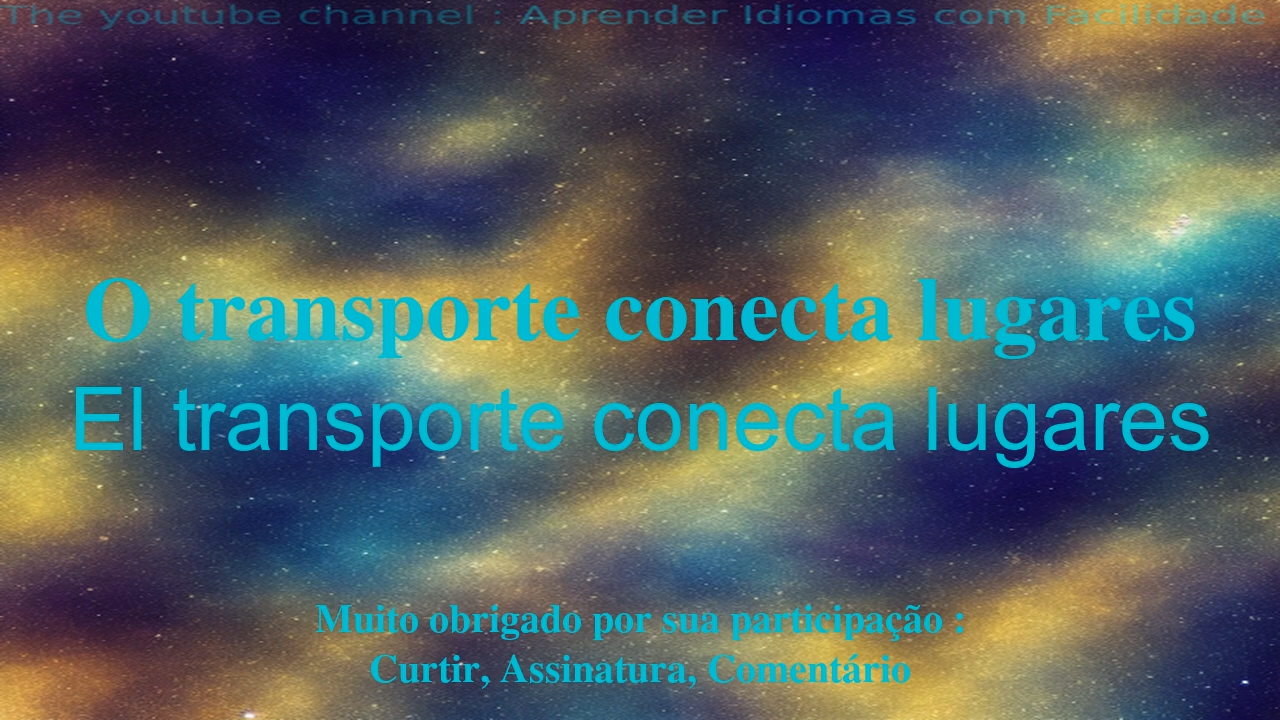 The youtube channel : Aprender Idiomas com Facilidade
O transporte conecta lugares
El transporte conecta lugares
Muito obrigado por sua participação :
Curtir, Assinatura, Comentário